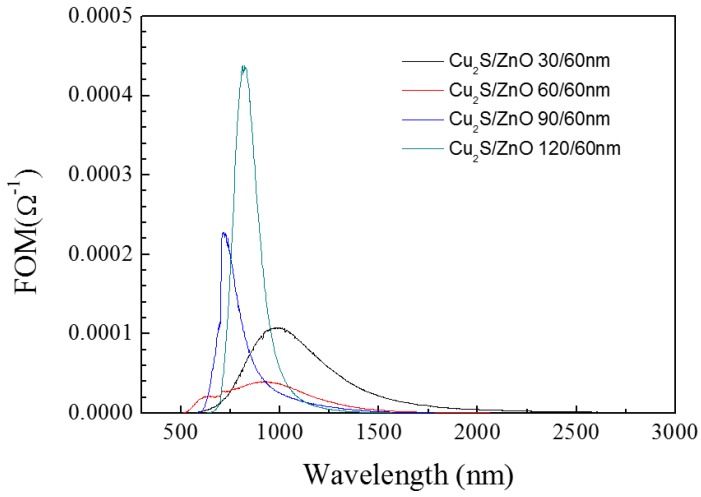 0.0005
0.0004
0.0003
0.0002
0.0001
0.0000
FOM(Ω⁻¹)
Cu₂S/ZnO 30/60nm
Cu₂S/ZnO 60/60nm
Cu₂S/ZnO 90/60nm
Cu₂S/ZnO 120/60nm
500 1000 1500 2000 2500 3000
Wavelength (nm)